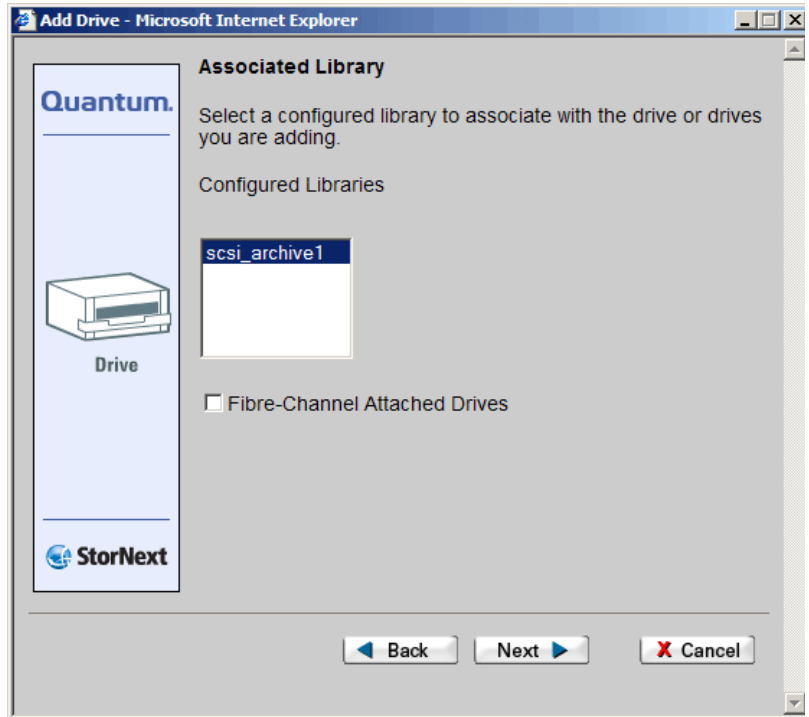 Add Drive - Microsoft Internet Explorer
Quantum.
Drive
StorNext
Associated Library
Select a configured library to associate with the drive or drives
you are adding.
Configured Libraries
scsi_archive1
Fibre-Channel Attached Drives
Back
Next
X Cancel